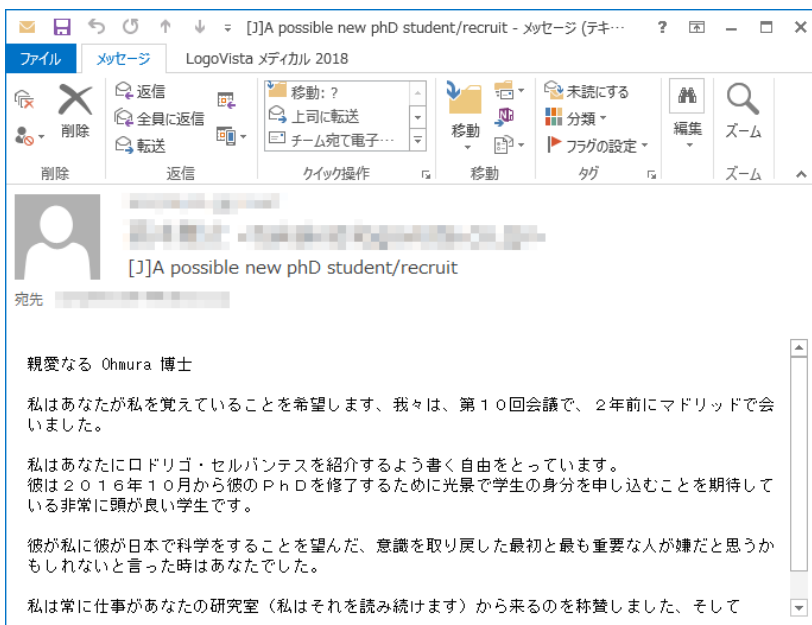 [J]A possible new phD student/recruit - メッセージ (テキ… ?
ファイル メッセージ LogoVista メディカル 2018
削除
返信
全員に返信
転送
移動: ?
上司に転送
チーム宛て電子…
移動
未読にする
分類
フラグの設定
編集
ズーム
削除 返信 クイック操作 移動 タグ ズーム
[J]A possible new phD student/recruit
宛先
親愛なる Ohmura 博士
私はあなたが私を覚えていることを希望します、我々は、第１０回会議で、２年前にマドリッドで会
いました。
私はあなたにロドリゴ・セルバンテスを紹介するよう書く自由をとっています。
彼は２０１６年１０月から彼のＰｈＤを修了するために光景で学生の身分を申し込むことを期待して
いる非常に頭が良い学生です。
彼が私に彼が日本で科学をすることを望んだ、意識を取り戻した最初と最も重要な人が嫌だと思うか
もしれないと言った時はあなたでした。
私は常に仕事があなたの研究室（私はそれを読み続けます）から来るのを称賛しました、そして